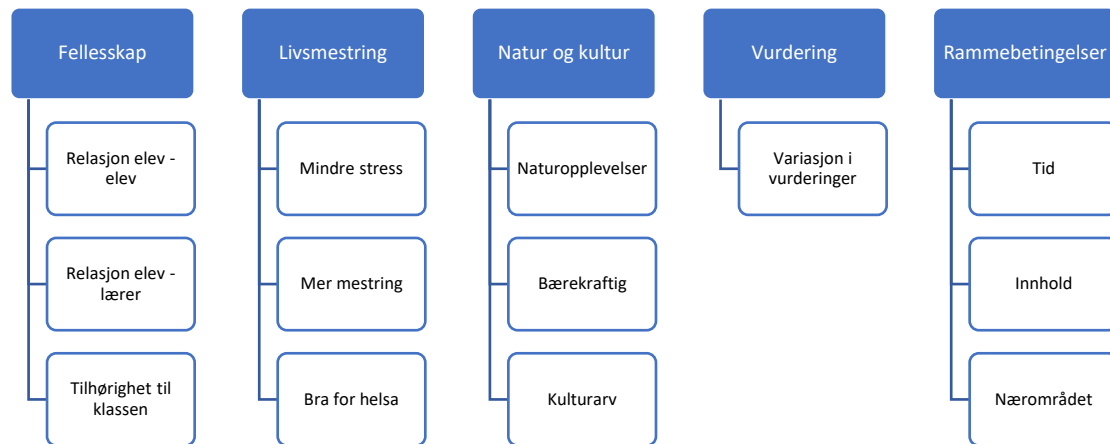 Fellesskap
Relasjon elev -
elev
Relasjon elev -
lærer
Tilhørighet til
klassen
Livsmestring
Mindre stress
Mer mestring
Bra for helsa
Natur og kultur
Naturopplevelser
Bærekraftig
Kulturarv
Vurdering
Variasjon i
vurderinger
Rammebetingelser
Tid
Innhold
Nærområdet